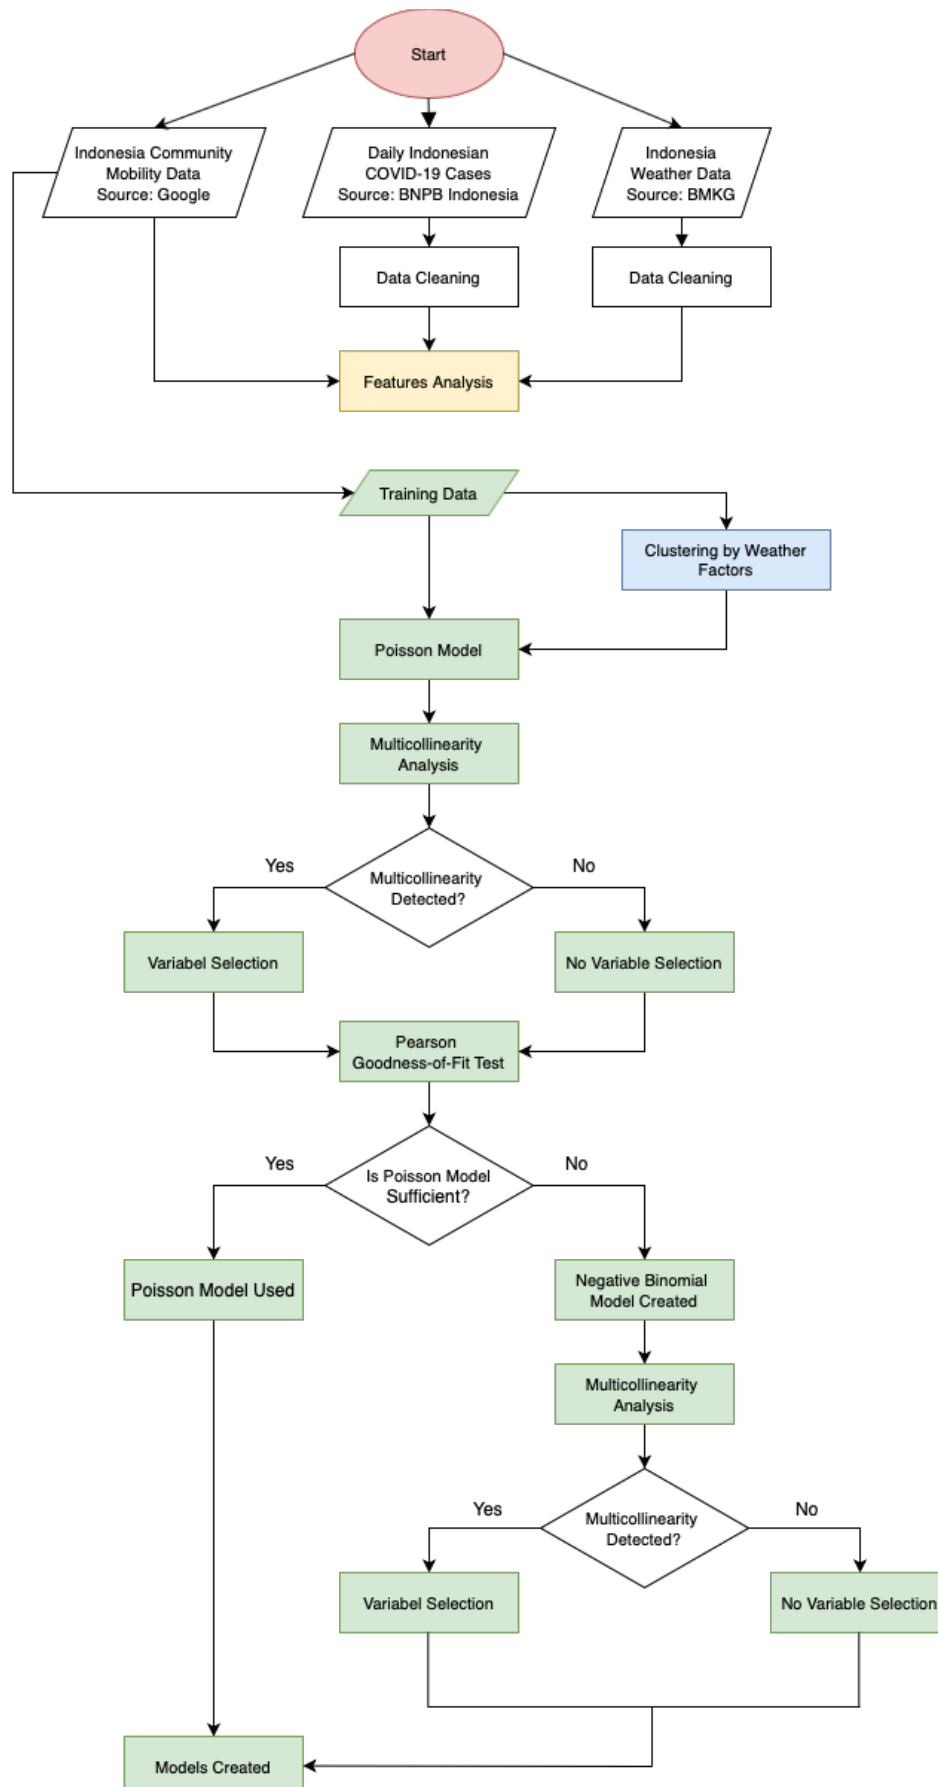 Start
Indonesia Community
Mobility Data
Source: Google
Daily Indonesian
COVID-19 Cases
Source: BNPB Indonesia
Indonesia
Weather Data
Source: BMKG
Data Cleaning
Data Cleaning
Features Analysis
Training Data
Clustering by Weather
Factors
Poisson Model
Multicollinearity
Analysis
Yes
Multicollinearity
Detected?
No
Variabel Selection
No Variable Selection
Pearson
Goodness-of-Fit Test
Yes
Is Poisson Model
Sufficient?
No
Poisson Model Used
Negative Binomial
Model Created
Multicollinearity
Analysis
Yes
Multicollinearity
Detected?
No
Variabel Selection
No Variable Selection
Models Created